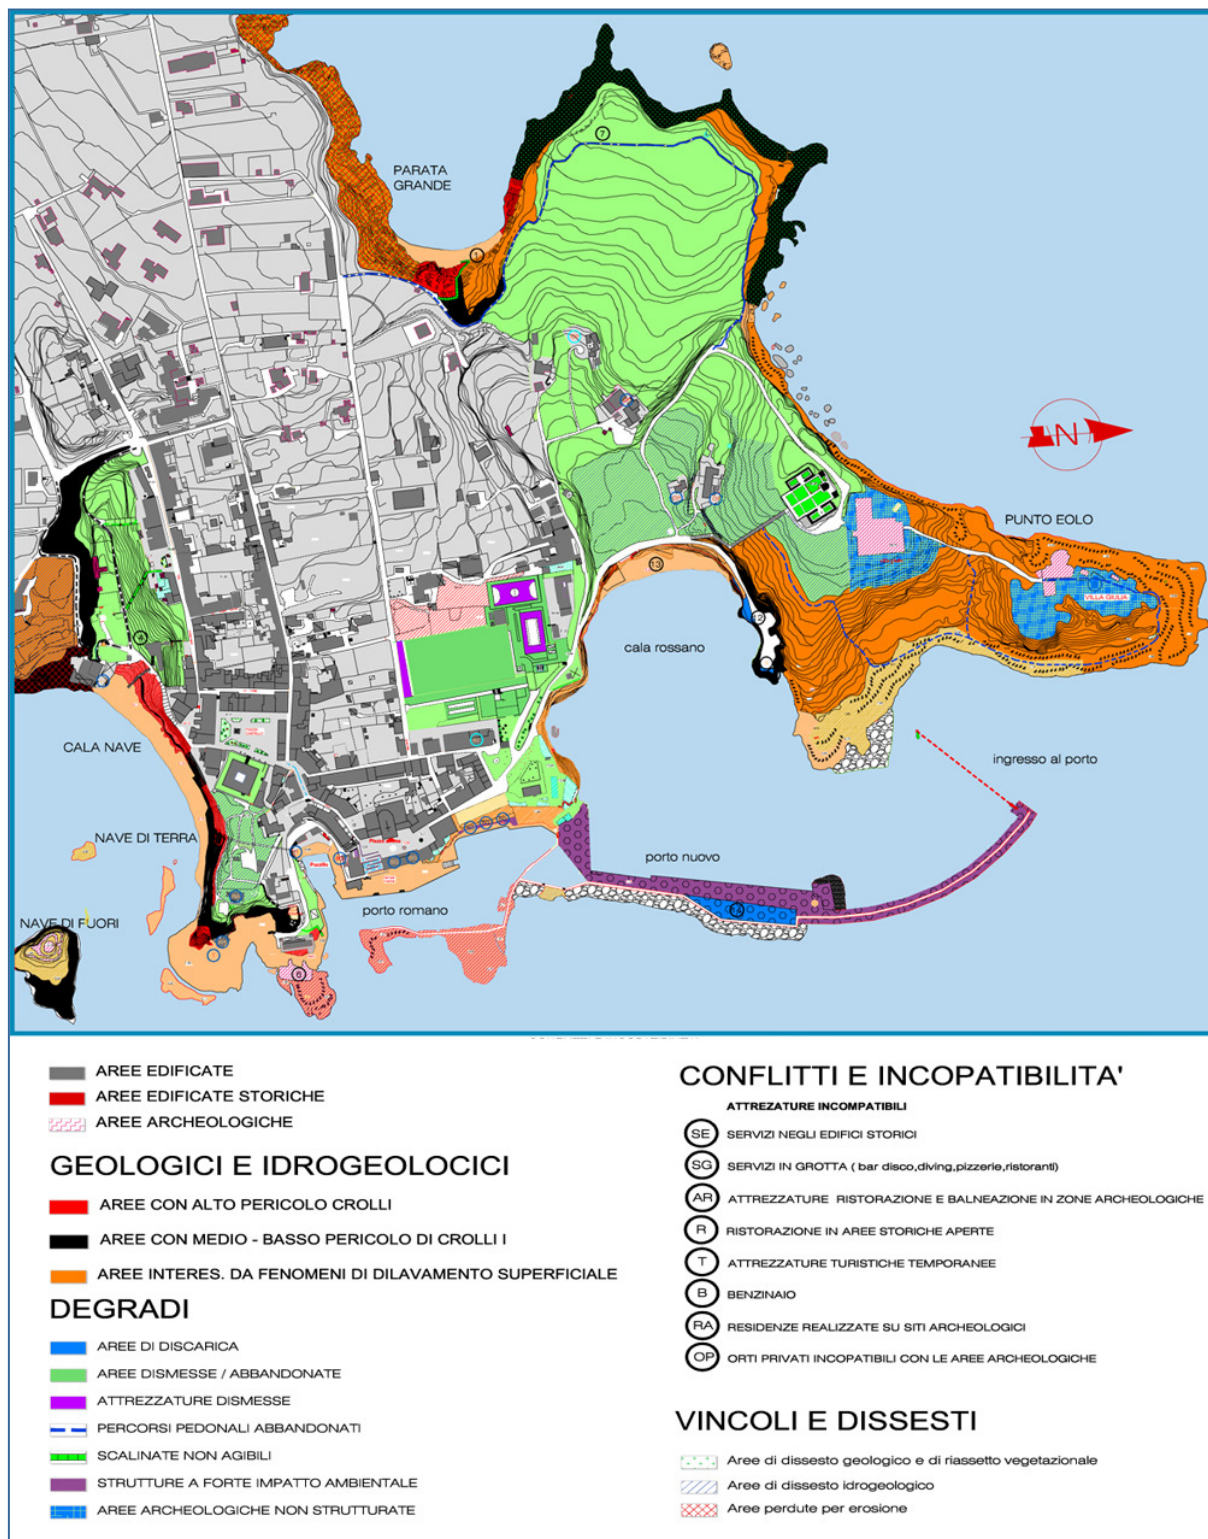 PARATA
GRANDE
7
1
N
PUNTO EOLO
VILLA GIULIA
13
cala rossano
12
4
CALA NAVE
ingresso al porto
NAVE DI TERRA
porto nuovo
porto romano
NAVE DI FUORI
6
AREE EDIFICATE
AREE EDIFICATE STORICHE
AREE ARCHEOLOGICHE
GEOLOGICI E IDROGEOLOCICI
AREE CON ALTO PERICOLO CROLLI
AREE CON MEDIO - BASSO PERICOLO DI CROLLI I
AREE INTERES. DA FENOMENI DI DILAVAMENTO SUPERFICIALE
DEGRADI
AREE DI DISCARICA
AREE DISMESSE / ABBANDONATE
ATTREZZATURE DISMESSE
PERCORSI PEDONALI ABBANDONATI
SCALINATE NON AGIBILI
STRUTTURE A FORTE IMPATTO AMBIENTALE
AREE ARCHEOLOGICHE NON STRUTTURATE
CONFLITTI E INCOPATIBILITA'
ATTREZATURE INCOMPATIBILI
SE SERVIZI NEGLI EDIFICI STORICI
SG SERVIZI IN GROTTA ( bar disco,diving,pizzerie,ristoranti)
AR ATTREZZATURE RISTORAZIONE E BALNEAZIONE IN ZONE ARCHEOLOGICHE
R RISTORAZIONE IN AREE STORICHE APERTE
T ATTREZZATURE TURISTICHE TEMPORANEE
B BENZINAIO
RA RESIDENZE REALIZZATE SU SITI ARCHEOLOGICI
OP ORTI PRIVATI INCOPATIBILI CON LE AREE ARCHEOLOGICHE
VINCOLI E DISSESTI
Aree di dissesto geologico e di riassetto vegetazionale
Aree di dissesto idrogeologico
Aree perdute per erosione